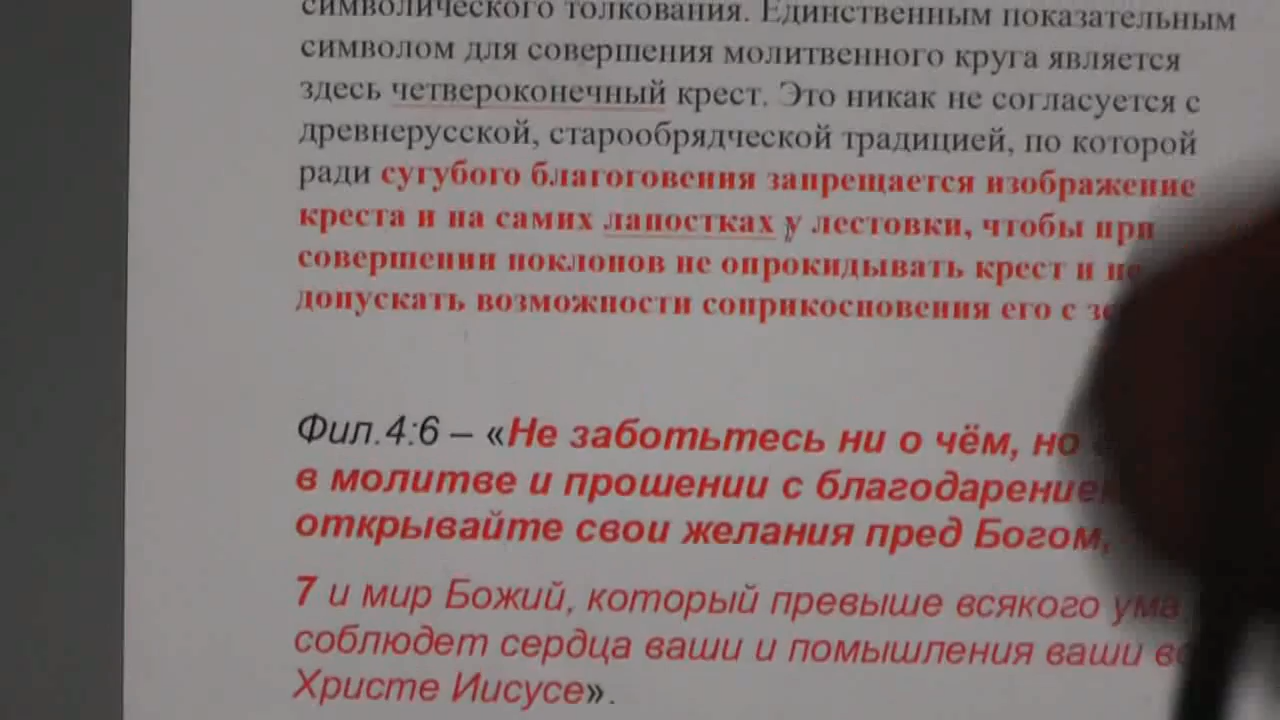 символического толкования. Единственным показательным
символом для совершения молитвенного круга является
здесь четвероконечный крест. Это никак не согласуется с
древнерусской, старообрядческой традицией, по которой
ради сугубого благоговения запрещается изображение
креста и на самих лапостках у лестовки, чтобы при
совершении поклонов не опрокидывать крест и не
допускать возможности соприкосновения его с
Фил.4:6 – «Не заботьтесь ни о чём, но
в молитве и прошении с благодарением
открывайте свои желания пред Богом,
7 и мир Божий, который превыше всякого ума,
соблюдет сердца ваши и помышления ваши во
Христе Иисусе».